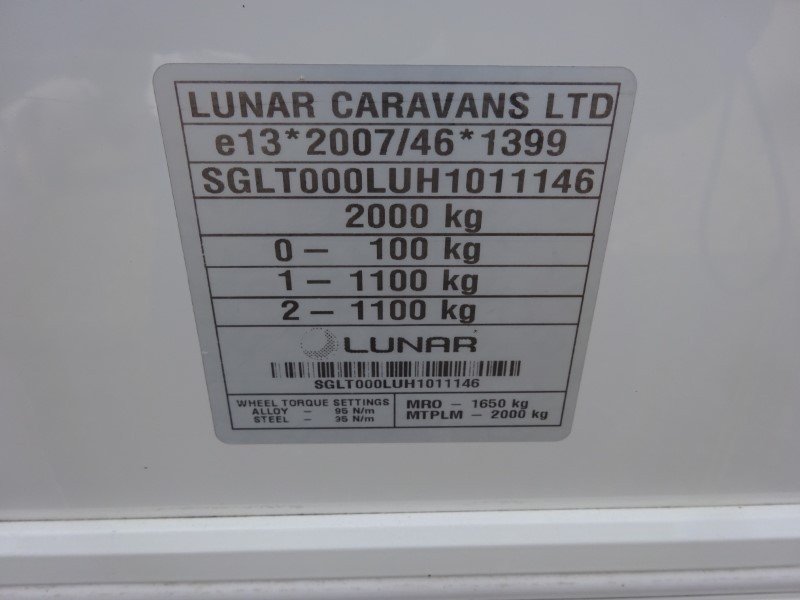 LUNAR CARAVANS LTD
e13*2007/46*1399
SGLT000LUH1011146
2000 kg
0 – 100 kg
1 – 1100 kg
2 – 1100 kg
LUNAR
SGLT000LUH1011146
WHEEL TORQUE SETTINGS
ALLOY – 95 N/m
STEEL – 95 N/m
MRO – 1650 kg
MTPLM – 2000 kg